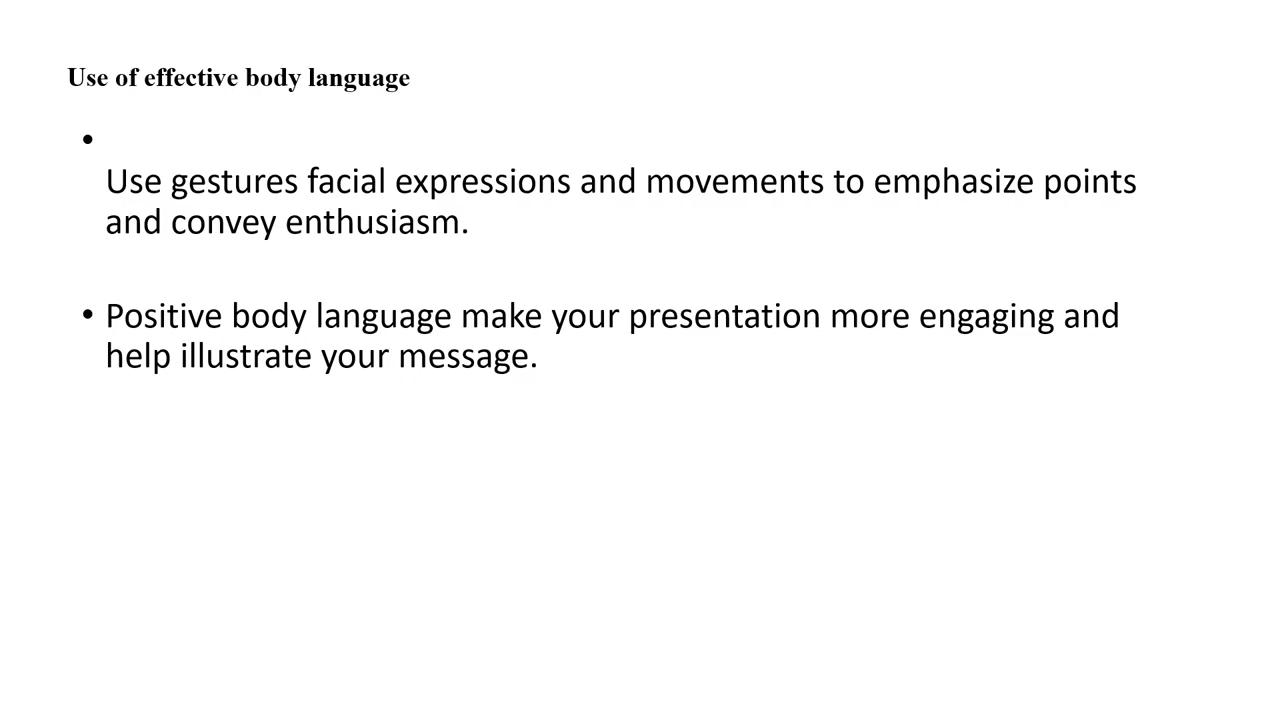 Use of effective body language
•
Use gestures facial expressions and movements to emphasize points
and convey enthusiasm.
• Positive body language make your presentation more engaging and
help illustrate your message.